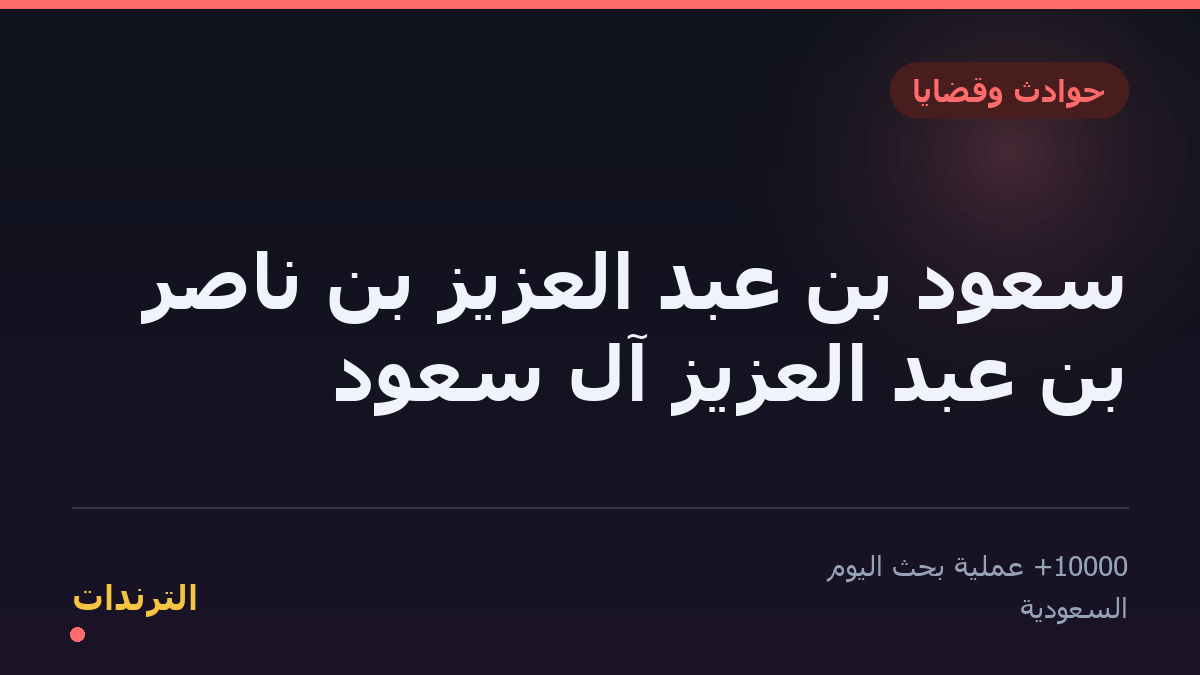 حوادث وقضايا
سعود بن عبد العزيز بن ناصر
بن عبد العزيز آل سعود
+10000 عملية بحث اليوم
السعودية
الترندات